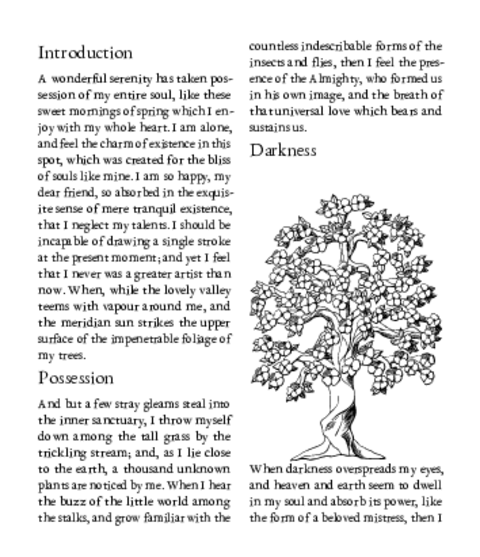 Introduction
A wonderful serenity has taken pos-
session of my entire soul, like these
sweet mornings of spring which I en-
joy with my whole heart. I am alone,
and feel the charm of existence in this
spot, which was created for the bliss
of souls like mine. I am so happy, my
dear friend, so absorbed in the exquis-
ite sense of mere tranquil existence,
that I neglect my talents. I should be
incapable of drawing a single stroke
at the present moment; and yet I feel
that I never was a greater artist than
now. When, while the lovely valley
teems with vapour around me, and
the meridian sun strikes the upper
surface of the impenetrable foliage of
my trees.
Possession
And but a few stray gleams steal into
the inner sanctuary, I throw myself
down among the tall grass by the
trickling stream; and, as I lie close
to the earth, a thousand unknown
plants are noticed by me. When I hear
the buzz of the little world among
the stalks, and grow familiar with the
countless indescribable forms of the
insects and flies, then I feel the pres-
ence of the Almighty, who formed us
in his own image, and the breath of
that universal love which bears and
sustains us.
Darkness
When darkness overspreads my eyes,
and heaven and earth seem to dwell
in my soul and absorb its power, like
the form of a beloved mistress, then I